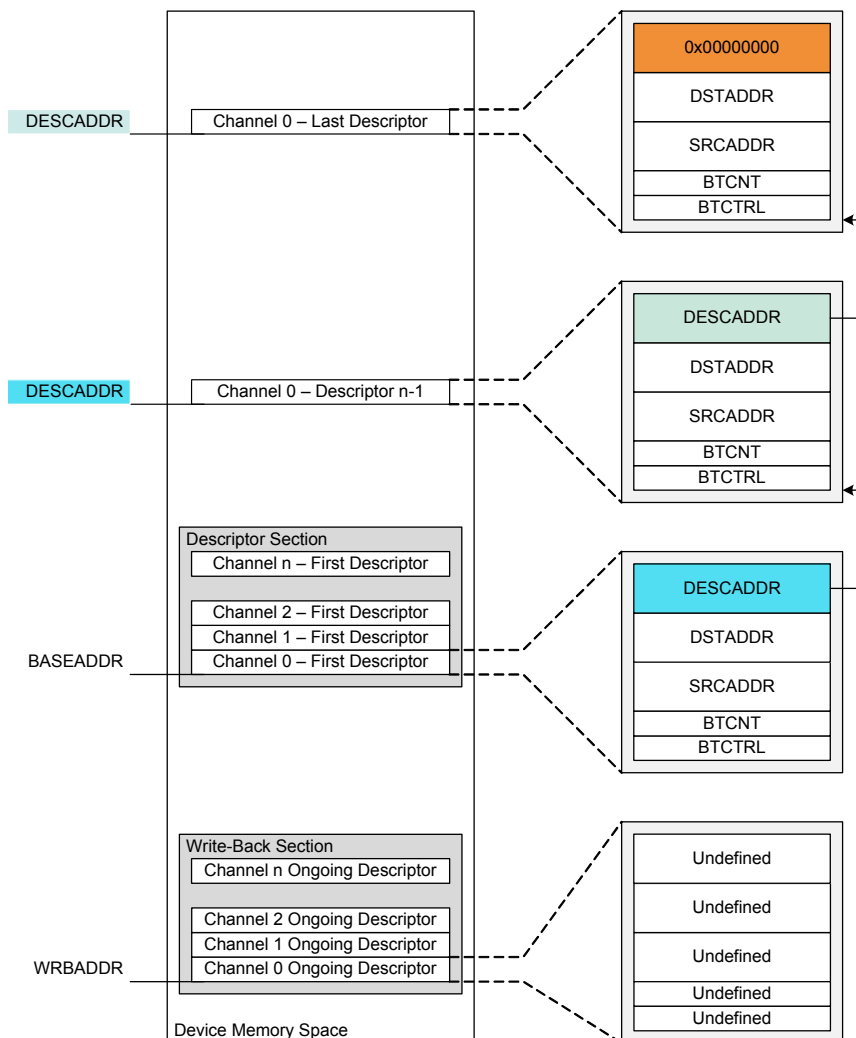 0x00000000
DSTADDR
DESCADDR
Channel 0 – Last Descriptor
SRCADDR
BTCNT
BTCTRL
DESCADDR
DSTADDR
DESCADDR
Channel 0 – Descriptor n-1
SRCADDR
BTCNT
BTCTRL
Descriptor Section
Channel n – First Descriptor
DESCADDR
Channel 2 – First Descriptor
Channel 1 – First Descriptor
DSTADDR
BASEADDR
Channel 0 – First Descriptor
SRCADDR
BTCNT
BTCTRL
Write-Back Section
Channel n Ongoing Descriptor
Undefined
Channel 2 Ongoing Descriptor
Undefined
Channel 1 Ongoing Descriptor
Undefined
WRBADDR
Channel 0 Ongoing Descriptor
Undefined
Undefined
Device Memory Space